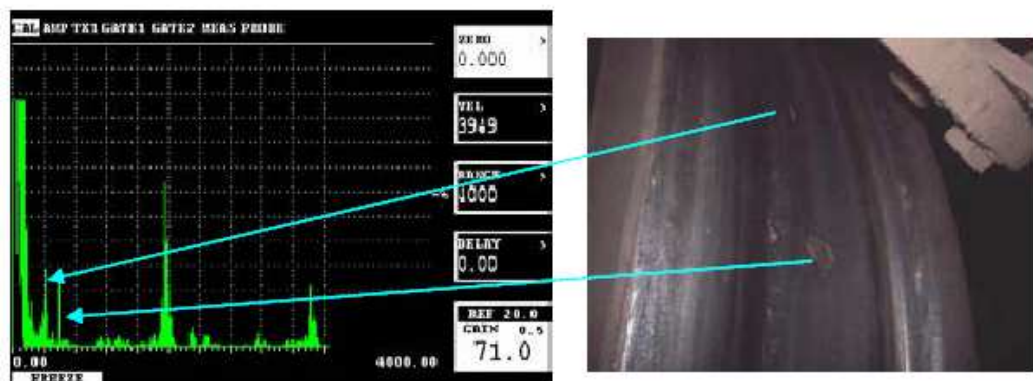 CAL AMP TX1 GATE1 GATE2 MEAS PROBE
ZERO >
0.000
VEL >
RANGE >
DELAY >
0.00
REF 20.0
GAIN 0.5
71.0
0.00 4000.00
FREEZE